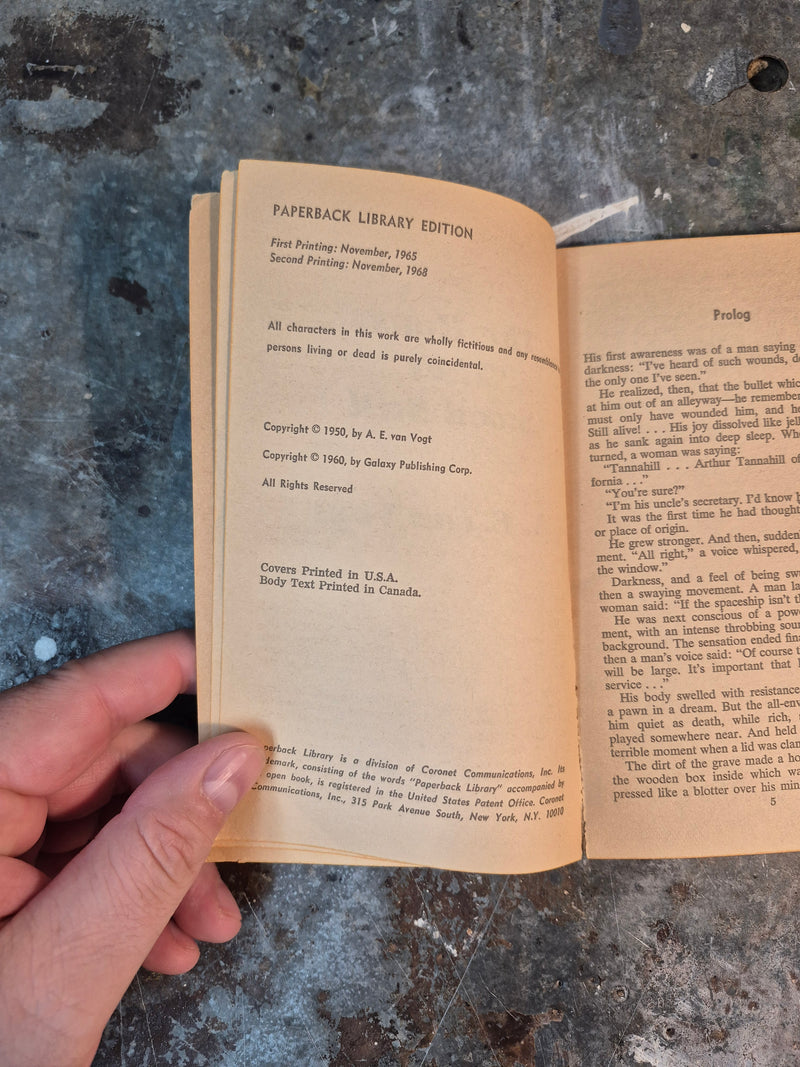 PAPERBACK LIBRARY EDITION
First Printing: November, 1965
Second Printing: November, 1968
All characters in this work are wholly fictitious and any resemblance
persons living or dead is purely coincidental.
Copyright © 1950, by A. E. van Vogt
Copyright © 1960, by Galaxy Publishing Corp.
All Rights Reserved
Covers Printed in U.S.A.
Body Text Printed in Canada.
perback Library is a division of Coronet Communications, Inc. Its
demark, consisting of the words "Paperback Library" accompanied by
open book, is registered in the United States Patent Office. Coronet
Communications, Inc., 315 Park Avenue South, New York, N.Y. 10010
Prolog
His first awareness was of a man saying
darkness: "I've heard of such wounds,
the only one I've seen."
He realized, then, that the bullet
at him out of an alleyway—he
must only have wounded him, and
Still alive! . . . His joy dissolved like
as he sank again into deep sleep.
turned, a woman was saying:
"Tannahill . . . Arthur Tannahill
fornia . . ."
"You're sure?"
"I'm his uncle's secretary. I'd know
It was the first time he had thought
or place of origin.
He grew stronger. And then,
ment. "All right," a voice whispered,
the window."
Darkness, and a feel of being
then a swaying movement. A man
woman said: "If the spaceship isn't
He was next conscious of a
ment, with an intense throbbing
background. The sensation ended
then a man's voice said: "Of course
will be large. It's important that
service . . ."
His body swelled with resistance
a pawn in a dream. But the
him quiet as death, while rich,
played somewhere near. And held
terrible moment when a lid was
The dirt of the grave made a
the wooden box inside which
pressed like a blotter over his
5